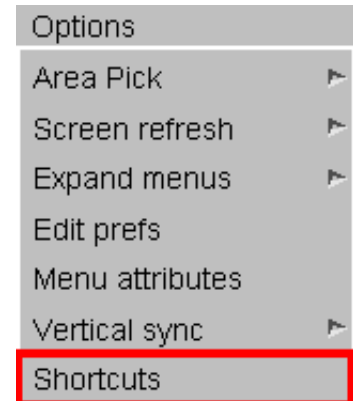 Options
Area Pick
Screen refresh
Expand menus
Edit prefs
Menu attributes
Vertical sync
Shortcuts